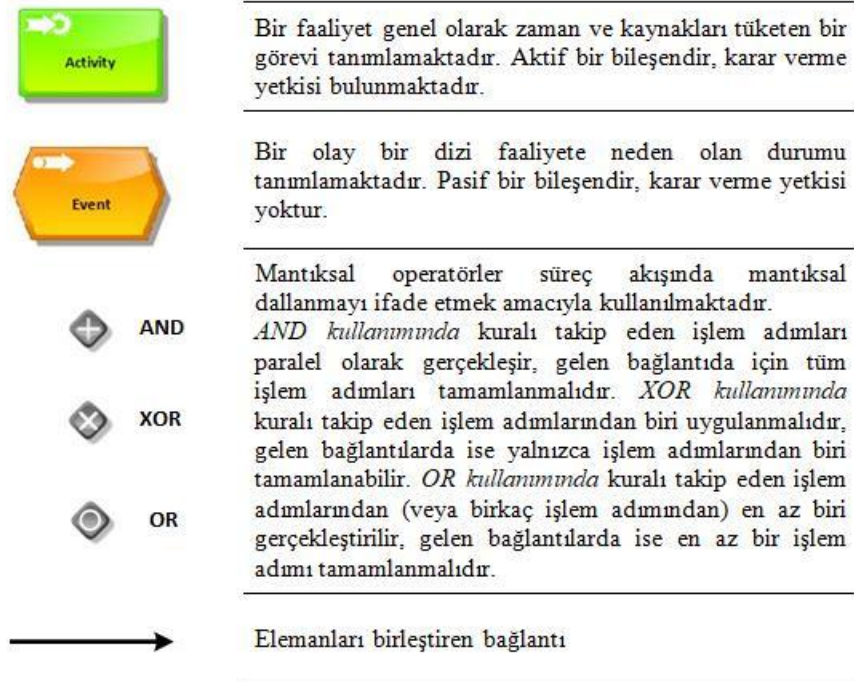 Activity
Bir faaliyet genel olarak zaman ve kaynakları tüketen bir
görevi tanımlamaktadır. Aktif bir bileşendir, karar verme
yetkisi bulunmaktadır.
Event
Bir olay bir dizi faaliyete neden olan durumu
tanımlamaktadır. Pasif bir bileşendir, karar verme yetkisi
yoktur.
Mantıksal operatörler süreç akışında mantıksal
dallanmayı ifade etmek amacıyla kullanılmaktadır.
AND
AND kullanımında kuralı takip eden işlem adımları
paralel olarak gerçekleşir, gelen bağlantıda için tüm
işlem adımları tamamlanmalıdır. XOR kullanımında
XOR
kuralı takip eden işlem adımlarından biri uygulanmalıdır,
gelen bağlantılarda ise yalnızca işlem adımlarından biri
tamamlanabilir. OR kullanımında kuralı takip eden işlem
OR
adımlarından (veya birkaç işlem adımından) en az biri
gerçekleştirilir, gelen bağlantılarda ise en az bir işlem
adımı tamamlanmalıdır.
Elemanları birleştiren bağlantı